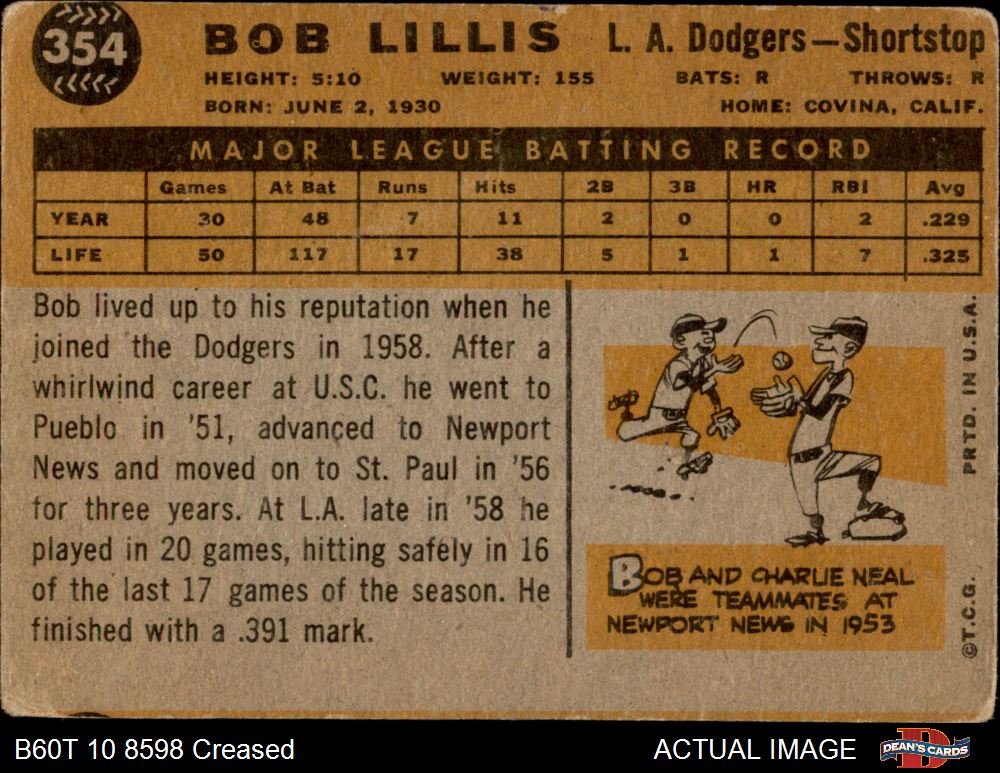 354
BOB LILLIS L. A. Dodgers—Shortstop
HEIGHT: 5:10 WEIGHT: 155 BATS: R THROWS: R
BORN: JUNE 2, 1930 HOME: COVINA, CALIF.
MAJOR LEAGUE BATTING RECORD
Games At Bat Runs Hits 2B 3B HR RBI Avg
YEAR 30 48 7 11 2 0 0 2 .229
LIFE 50 117 17 38 5 1 1 7 .325
Bob lived up to his reputation when he
joined the Dodgers in 1958. After a
whirlwind career at U.S.C. he went to
Pueblo in '51, advanced to Newport
News and moved on to St. Paul in '56
for three years. At L.A. late in '58 he
played in 20 games, hitting safely in 16
of the last 17 games of the season. He
finished with a .391 mark.
BOB AND CHARLIE NEAL
WERE TEAMMATES AT
NEWPORT NEWS IN 1953
PRTD. IN U.S.A.
©T.C.G.
B60T 10 8598 Creased
ACTUAL IMAGE
DEAN'S CARDS